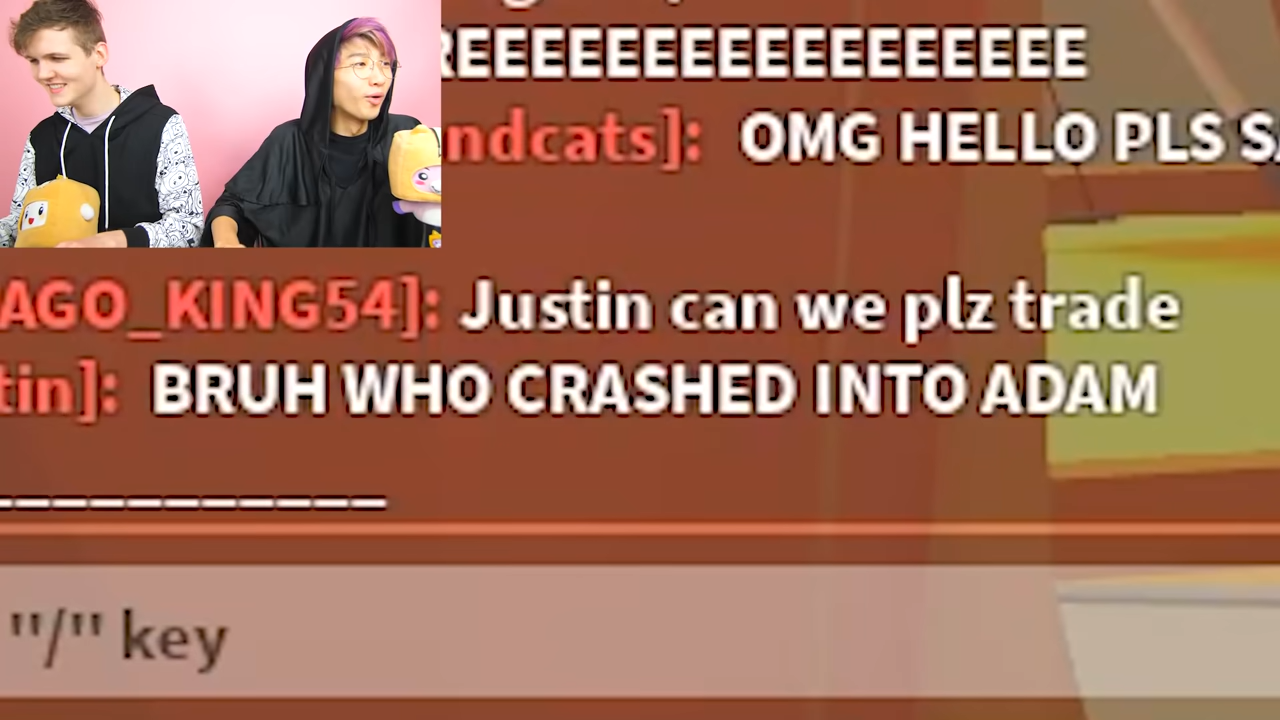 REEEEEEEEEEEEEEEEEE
ndcats]: OMG HELLO PLS S
AGO_KING54]: Justin can we plz trade
tin]: BRUH WHO CRASHED INTO ADAM
"/" key